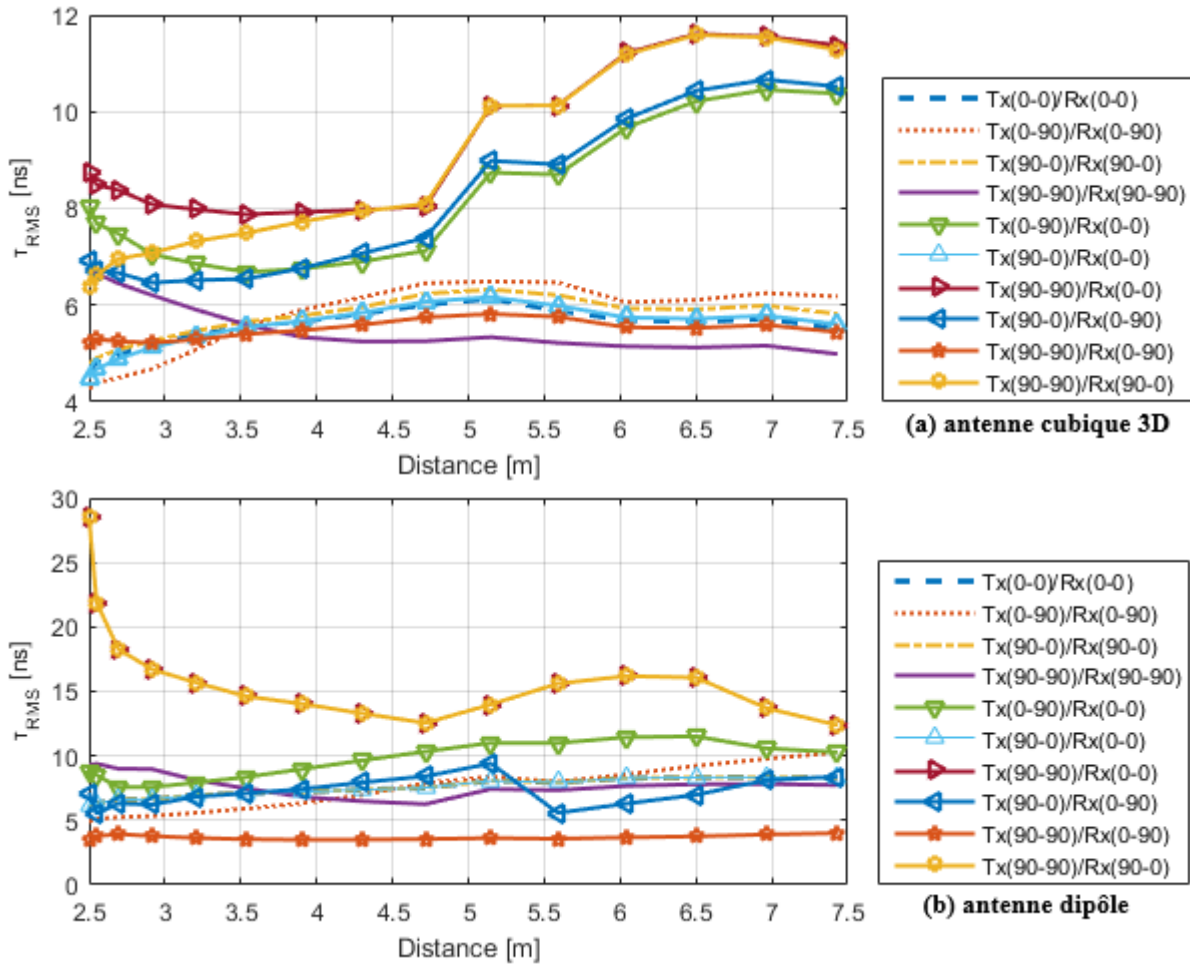 12
10
8
6
4
τRMS [ns]
2.5 3 3.5 4 4.5 5 5.5 6 6.5 7 7.5
Distance [m]
Tx(0-0)/Rx(0-0)
Tx(0-90)/Rx(0-90)
Tx(90-0)/Rx(90-0)
Tx(90-90)/Rx(90-90)
Tx(0-90)/Rx(0-0)
Tx(90-0)/Rx(0-0)
Tx(90-90)/Rx(0-0)
Tx(90-0)/Rx(0-90)
Tx(90-90)/Rx(0-90)
Tx(90-90)/Rx(90-0)
(a) antenne cubique 3D
30
25
20
15
10
5
0
τRMS [ns]
2.5 3 3.5 4 4.5 5 5.5 6 6.5 7 7.5
Distance [m]
Tx(0-0)/Rx(0-0)
Tx(0-90)/Rx(0-90)
Tx(90-0)/Rx(90-0)
Tx(90-90)/Rx(90-90)
Tx(0-90)/Rx(0-0)
Tx(90-0)/Rx(0-0)
Tx(90-90)/Rx(0-0)
Tx(90-0)/Rx(0-90)
Tx(90-90)/Rx(0-90)
Tx(90-90)/Rx(90-0)
(b) antenne dipôle